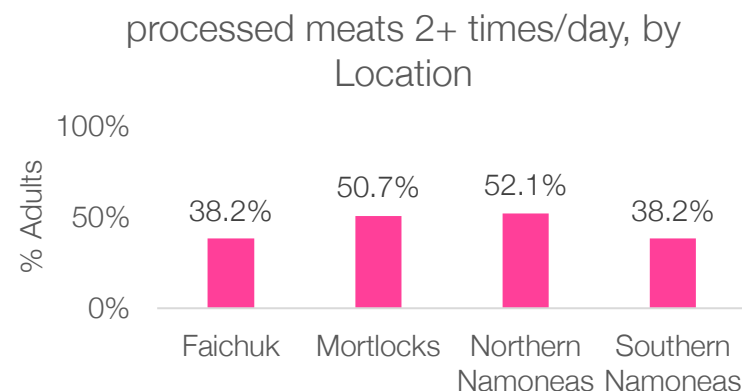 processed meats 2+ times/day, by
Location
100%
% Adults
50%
0%
38.2%
50.7%
52.1%
38.2%
Faichuk
Mortlocks
Northern
Namoneas
Southern
Namoneas